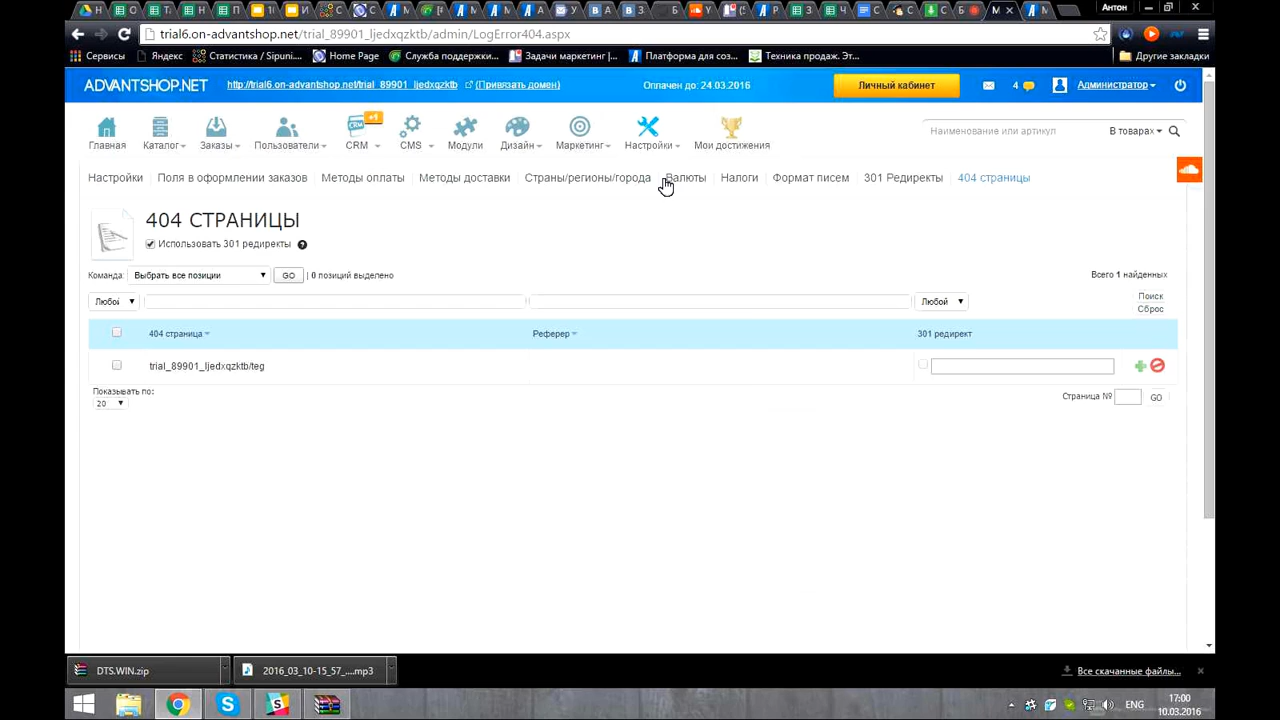 Антон
trial6.on-advantshop.net/trial_89901_ljedxqzktb/admin/LogError404.aspx
Сервисы Яндекс Статистика / Sipuni... Home Page Служба поддержки... Задачи маркетинг |... Платформа для соз... Техника продаж. Эт... Другие закладки
ADVANTSHOP.NET http://trial6.on-advantshop.net/trial_89901_ljedxqzktb (Привязать домен) Оплачен до: 24.03.2016 Личный кабинет 4 Администратор
+1
CRM
Главная Каталог Заказы Пользователи CRM CMS Модули Дизайн Маркетинг Настройки Мои достижения
Наименование или артикул В товарах
Настройки Поля в оформлении заказов Методы оплаты Методы доставки Страны/регионы/города Валюты Налоги Формат писем 301 Редиректы 404 страницы
404 СТРАНИЦЫ
Использовать 301 редиректы ?
Команда: Выбрать все позиции GO | 0 позиций выделено Всего 1 найденных
Любой Любой Поиск
Сброс
404 страница Реферер 301 редирект
trial_89901_ljedxqzktb/teg
Показывать по:
20
Страница № GO
DTS.WIN.zip 2016_03_10-15_57_....mp3 Все скачанные файлы...
ENG 17:00
10.03.2016